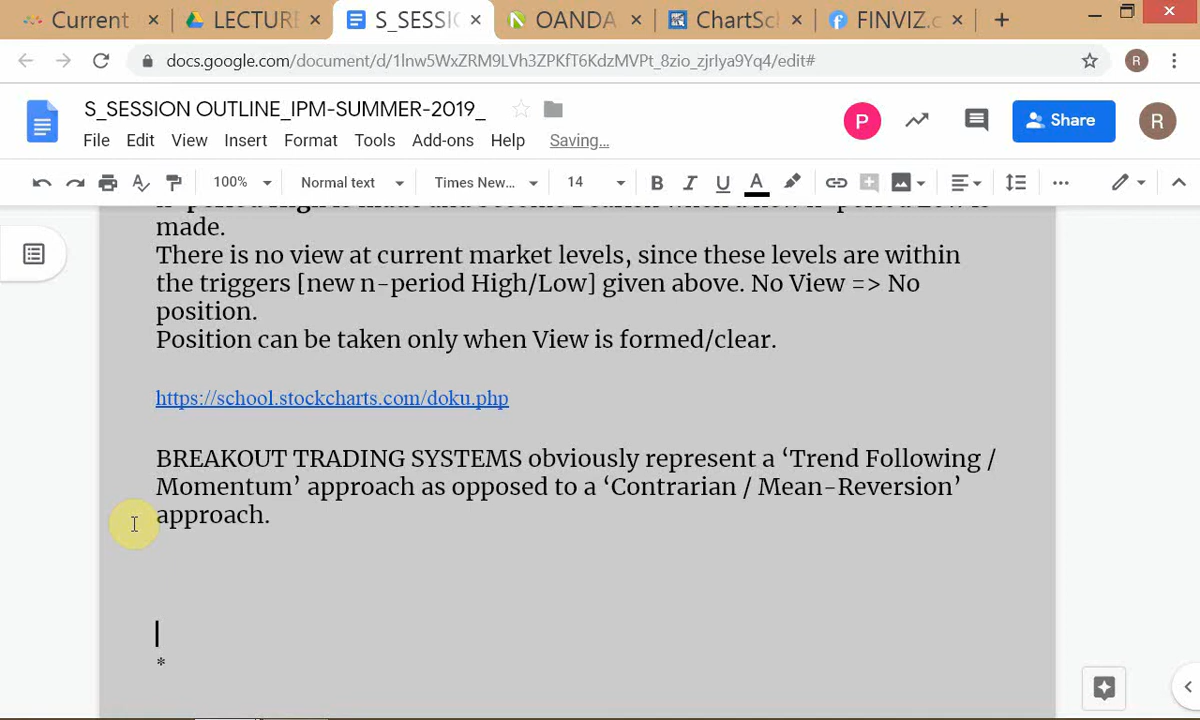 Current
LECTURE
S_SESSI
OANDA
ChartSc
FINVIZ.c
docs.google.com/document/d/1lnw5WxZRM9LVh3ZPKfT6KdzMVPt_8zio_zjrlya9Yq4/edit#
R
S_SESSION OUTLINE_IPM-SUMMER-2019_
P
Share
R
File Edit View Insert Format Tools Add-ons Help Saving...
100% Normal text Times New... 14 B I U A
made.
There is no view at current market levels, since these levels are within
the triggers [new n-period High/Low] given above. No View => No
position.
Position can be taken only when View is formed/clear.
https://school.stockcharts.com/doku.php
BREAKOUT TRADING SYSTEMS obviously represent a ‘Trend Following /
Momentum’ approach as opposed to a ‘Contrarian / Mean-Reversion’
approach.
*